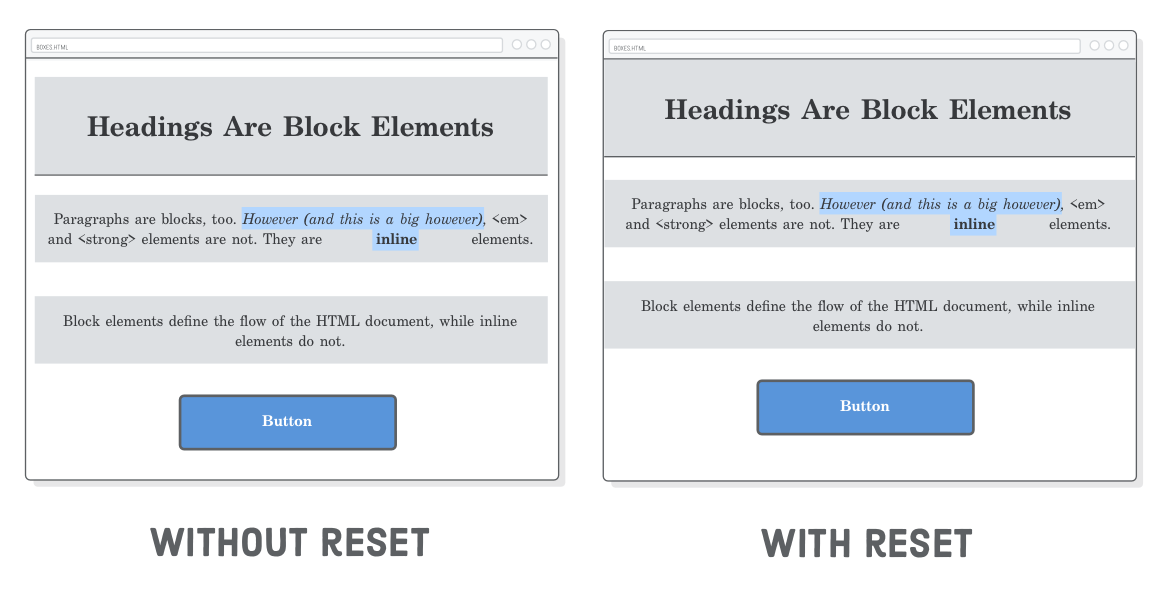 BOXES.HTML
Headings Are Block Elements
Paragraphs are blocks, too. However (and this is a big however), <em>
and <strong> elements are not. They are inline elements.
Block elements define the flow of the HTML document, while inline
elements do not.
Button
WITHOUT RESET
BOXES.HTML
Headings Are Block Elements
Paragraphs are blocks, too. However (and this is a big however), <em>
and <strong> elements are not. They are inline elements.
Block elements define the flow of the HTML document, while inline
elements do not.
Button
WITH RESET